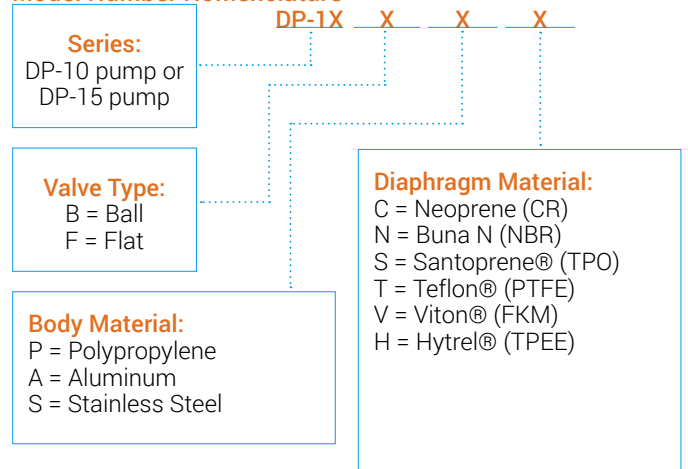 DP-1X X X X
Series:
DP-10 pump or
DP-15 pump
Valve Type:
B = Ball
F = Flat
Body Material:
P = Polypropylene
A = Aluminum
S = Stainless Steel
Diaphragm Material:
C = Neoprene (CR)
N = Buna N (NBR)
S = Santoprene® (TPO)
T = Teflon® (PTFE)
V = Viton® (FKM)
H = Hytrel® (TPEE)